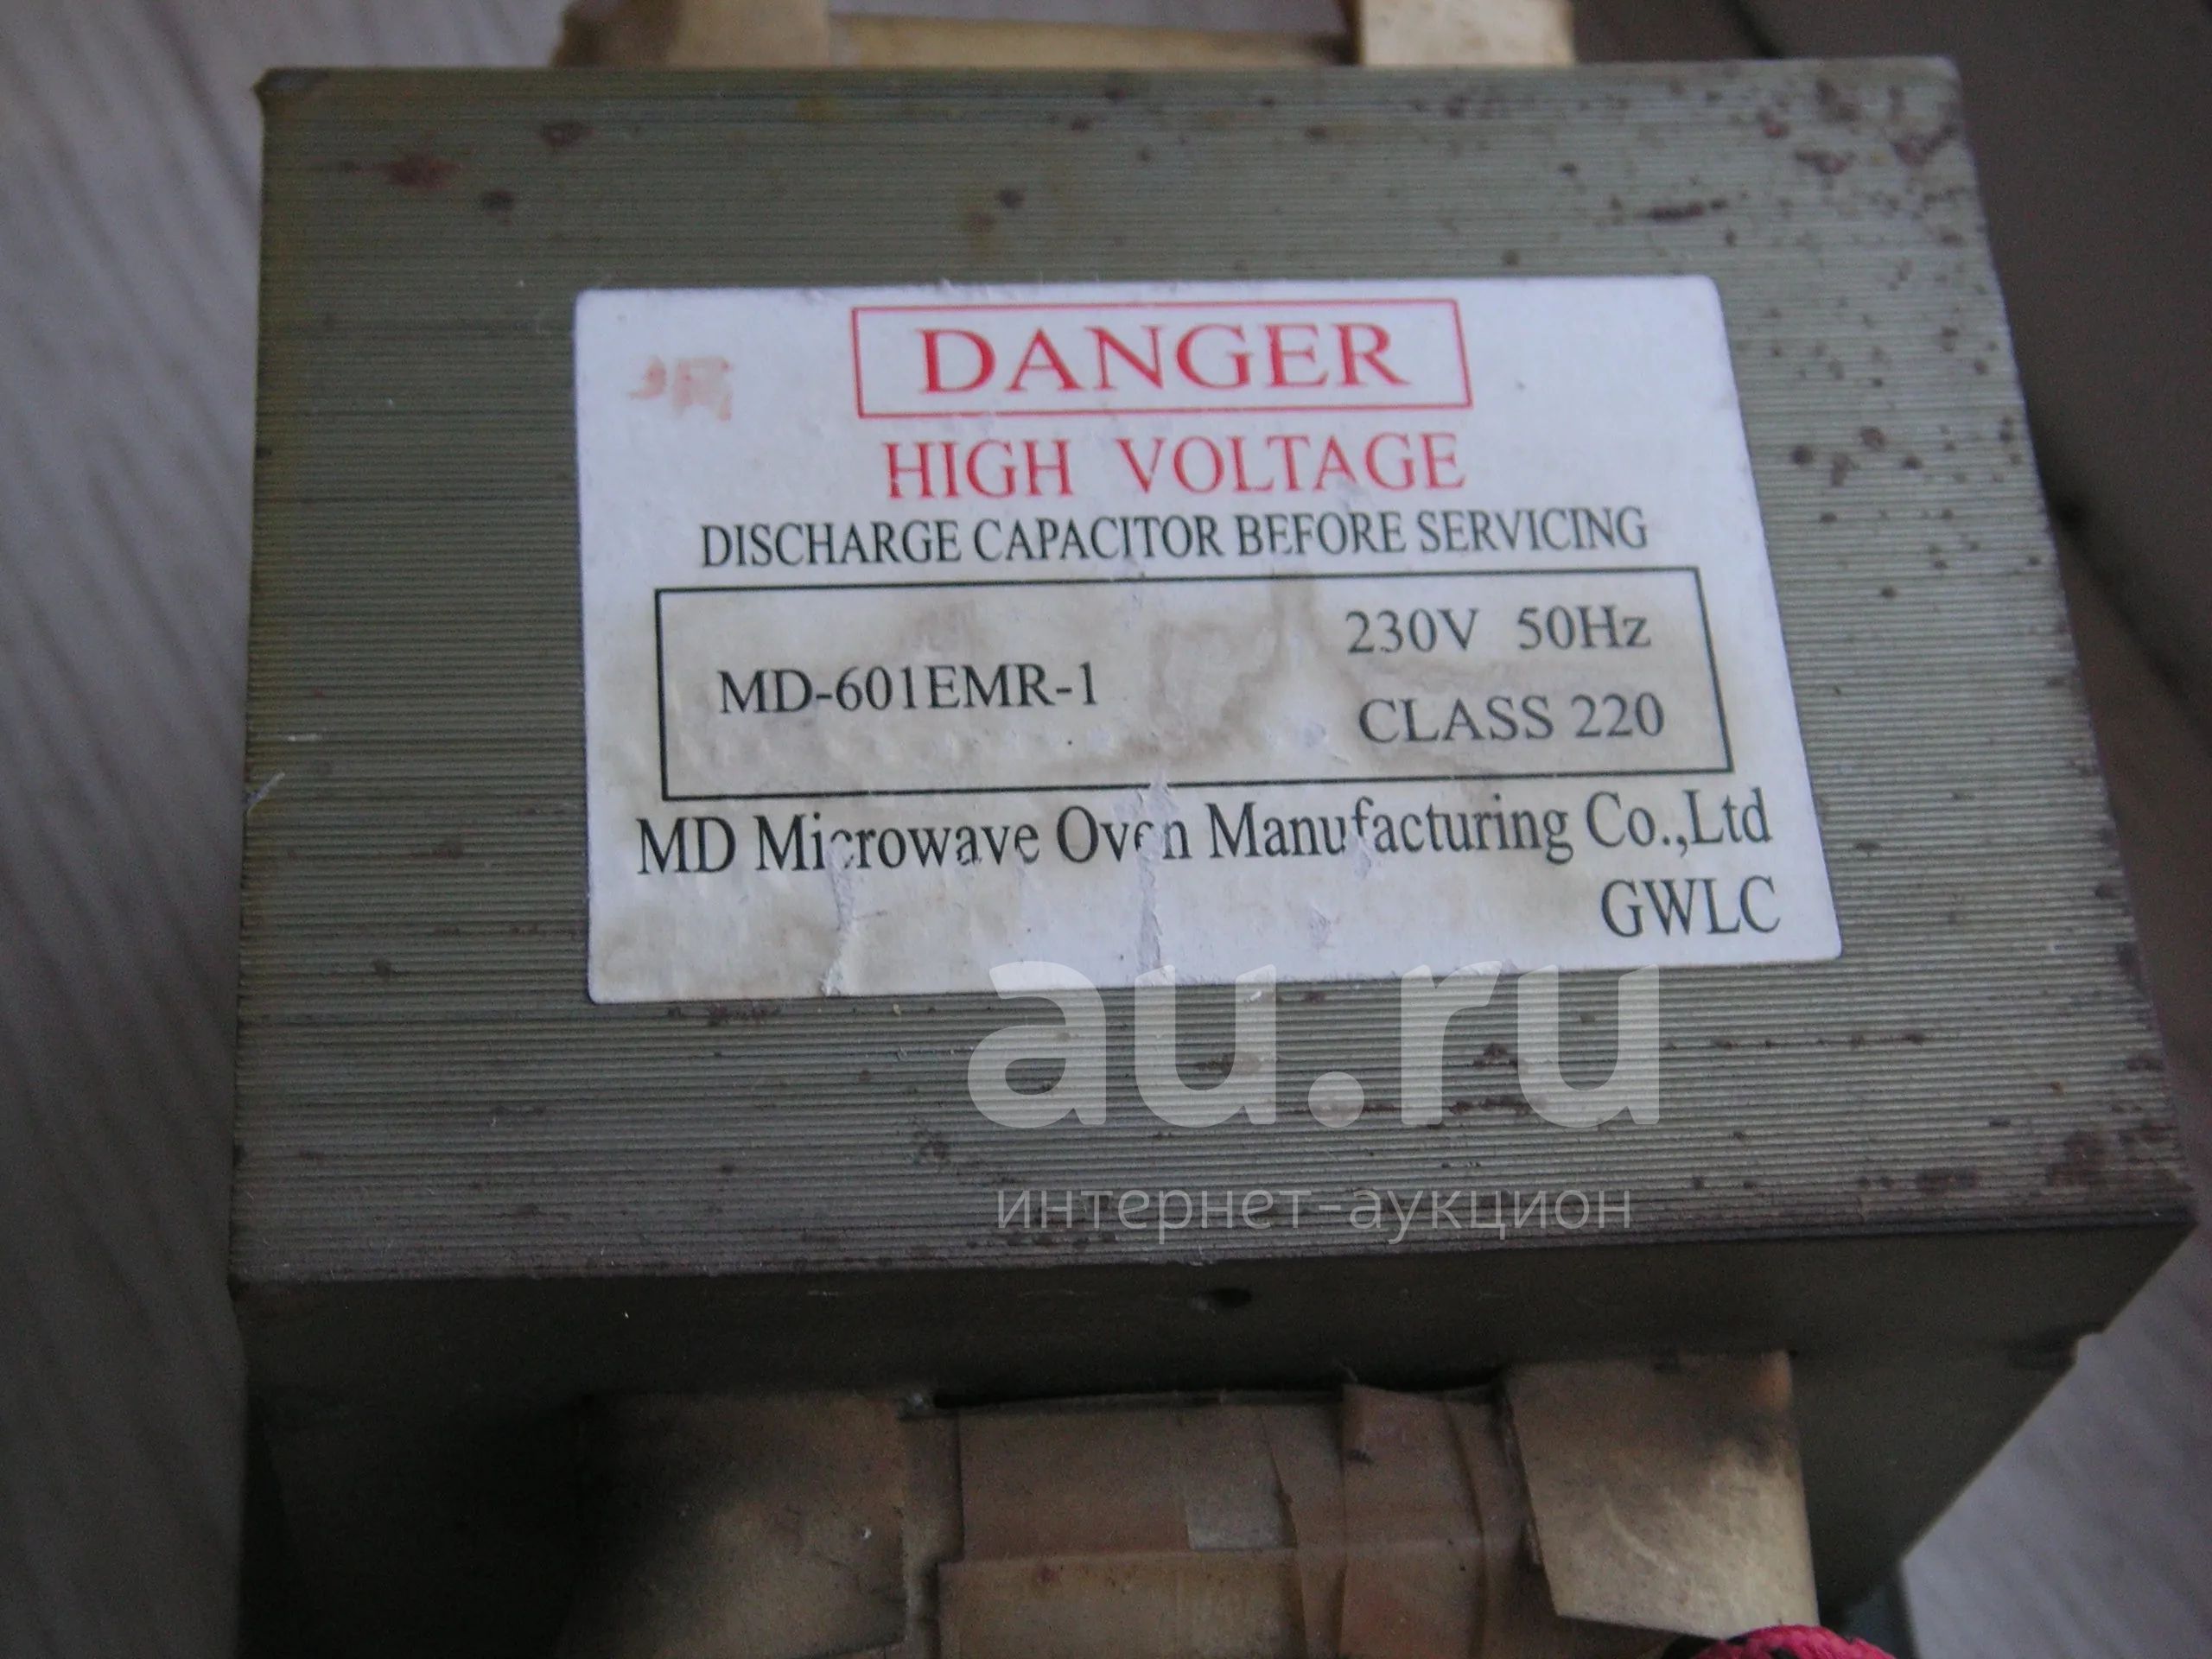 DANGER
HIGH VOLTAGE
DISCHARGE CAPACITOR BEFORE SERVICING
230V 50Hz
MD-601EMR-1
CLASS 220
MD Microwave Oven Manufacturing Co.,Ltd
GWLC
au.ru
интернет-аукцион